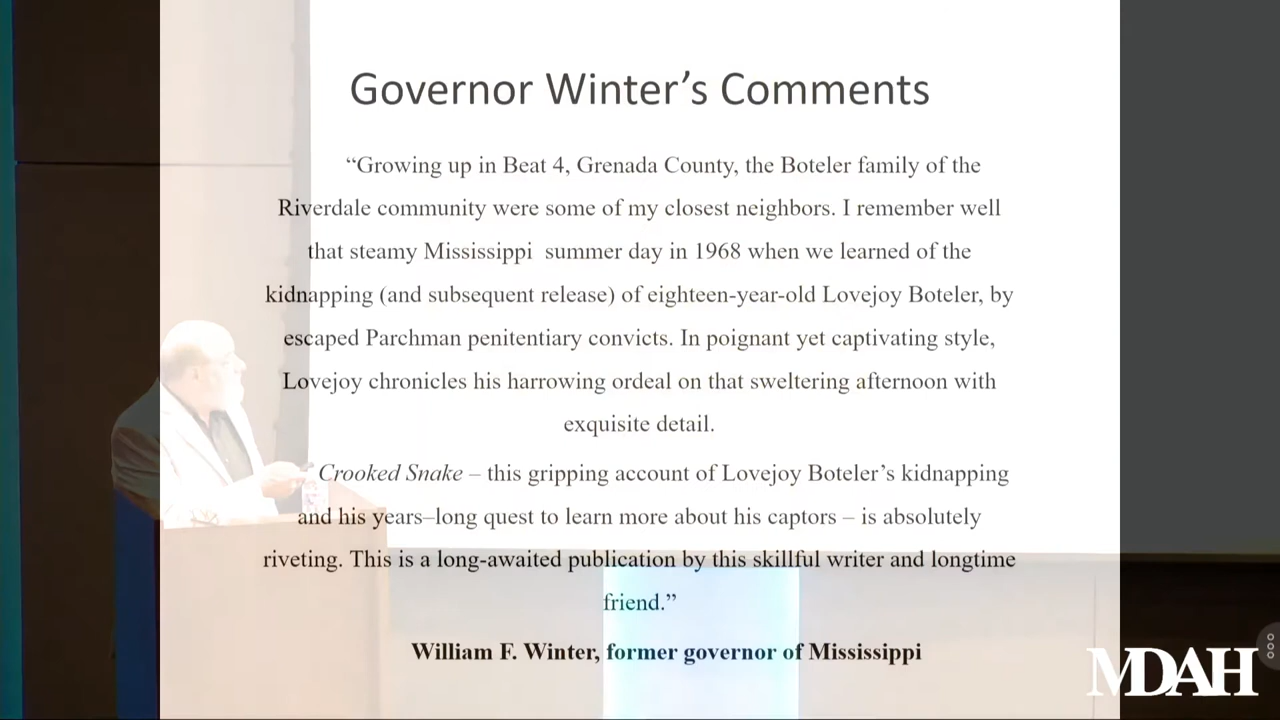 Governor Winter’s Comments
“Growing up in Beat 4, Grenada County, the Boteler family of the
Riverdale community were some of my closest neighbors. I remember well
that steamy Mississippi  summer day in 1968 when we learned of the
kidnapping (and subsequent release) of eighteen-year-old Lovejoy Boteler, by
escaped Parchman penitentiary convicts. In poignant yet captivating style,
Lovejoy chronicles his harrowing ordeal on that sweltering afternoon with
exquisite detail.
Crooked Snake – this gripping account of Lovejoy Boteler’s kidnapping
and his years–long quest to learn more about his captors – is absolutely
riveting. This is a long-awaited publication by this skillful writer and longtime
friend.”
William F. Winter, former governor of Mississippi
MDAH